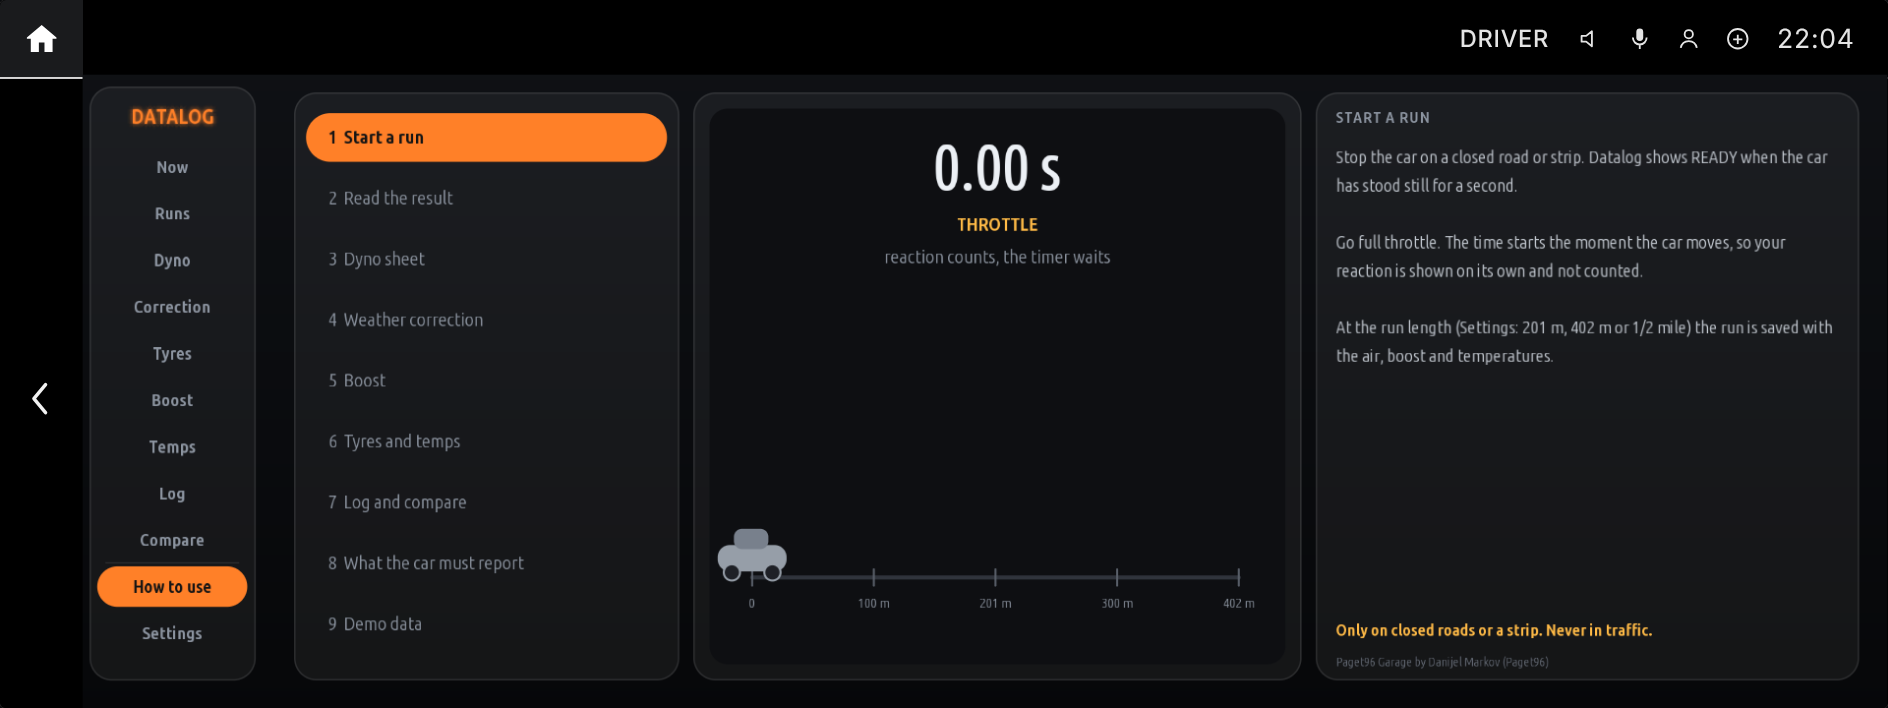 DRIVER 22:04
DATALOG
Now
Runs
Dyno
Correction
Tyres
Boost
Temps
Log
Compare
How to use
Settings
1 Start a run
2 Read the result
3 Dyno sheet
4 Weather correction
5 Boost
6 Tyres and temps
7 Log and compare
8 What the car must report
9 Demo data
0.00 s
THROTTLE
reaction counts, the timer waits
0 100 m 201 m 300 m 402 m
START A RUN
Stop the car on a closed road or strip. Datalog shows READY when the car
has stood still for a second.
Go full throttle. The time starts the moment the car moves, so your
reaction is shown on its own and not counted.
At the run length (Settings: 201 m, 402 m or 1/2 mile) the run is saved with
the air, boost and temperatures.
Only on closed roads or a strip. Never in traffic.
Paget96 Garage by Danijel Markov (Paget96)